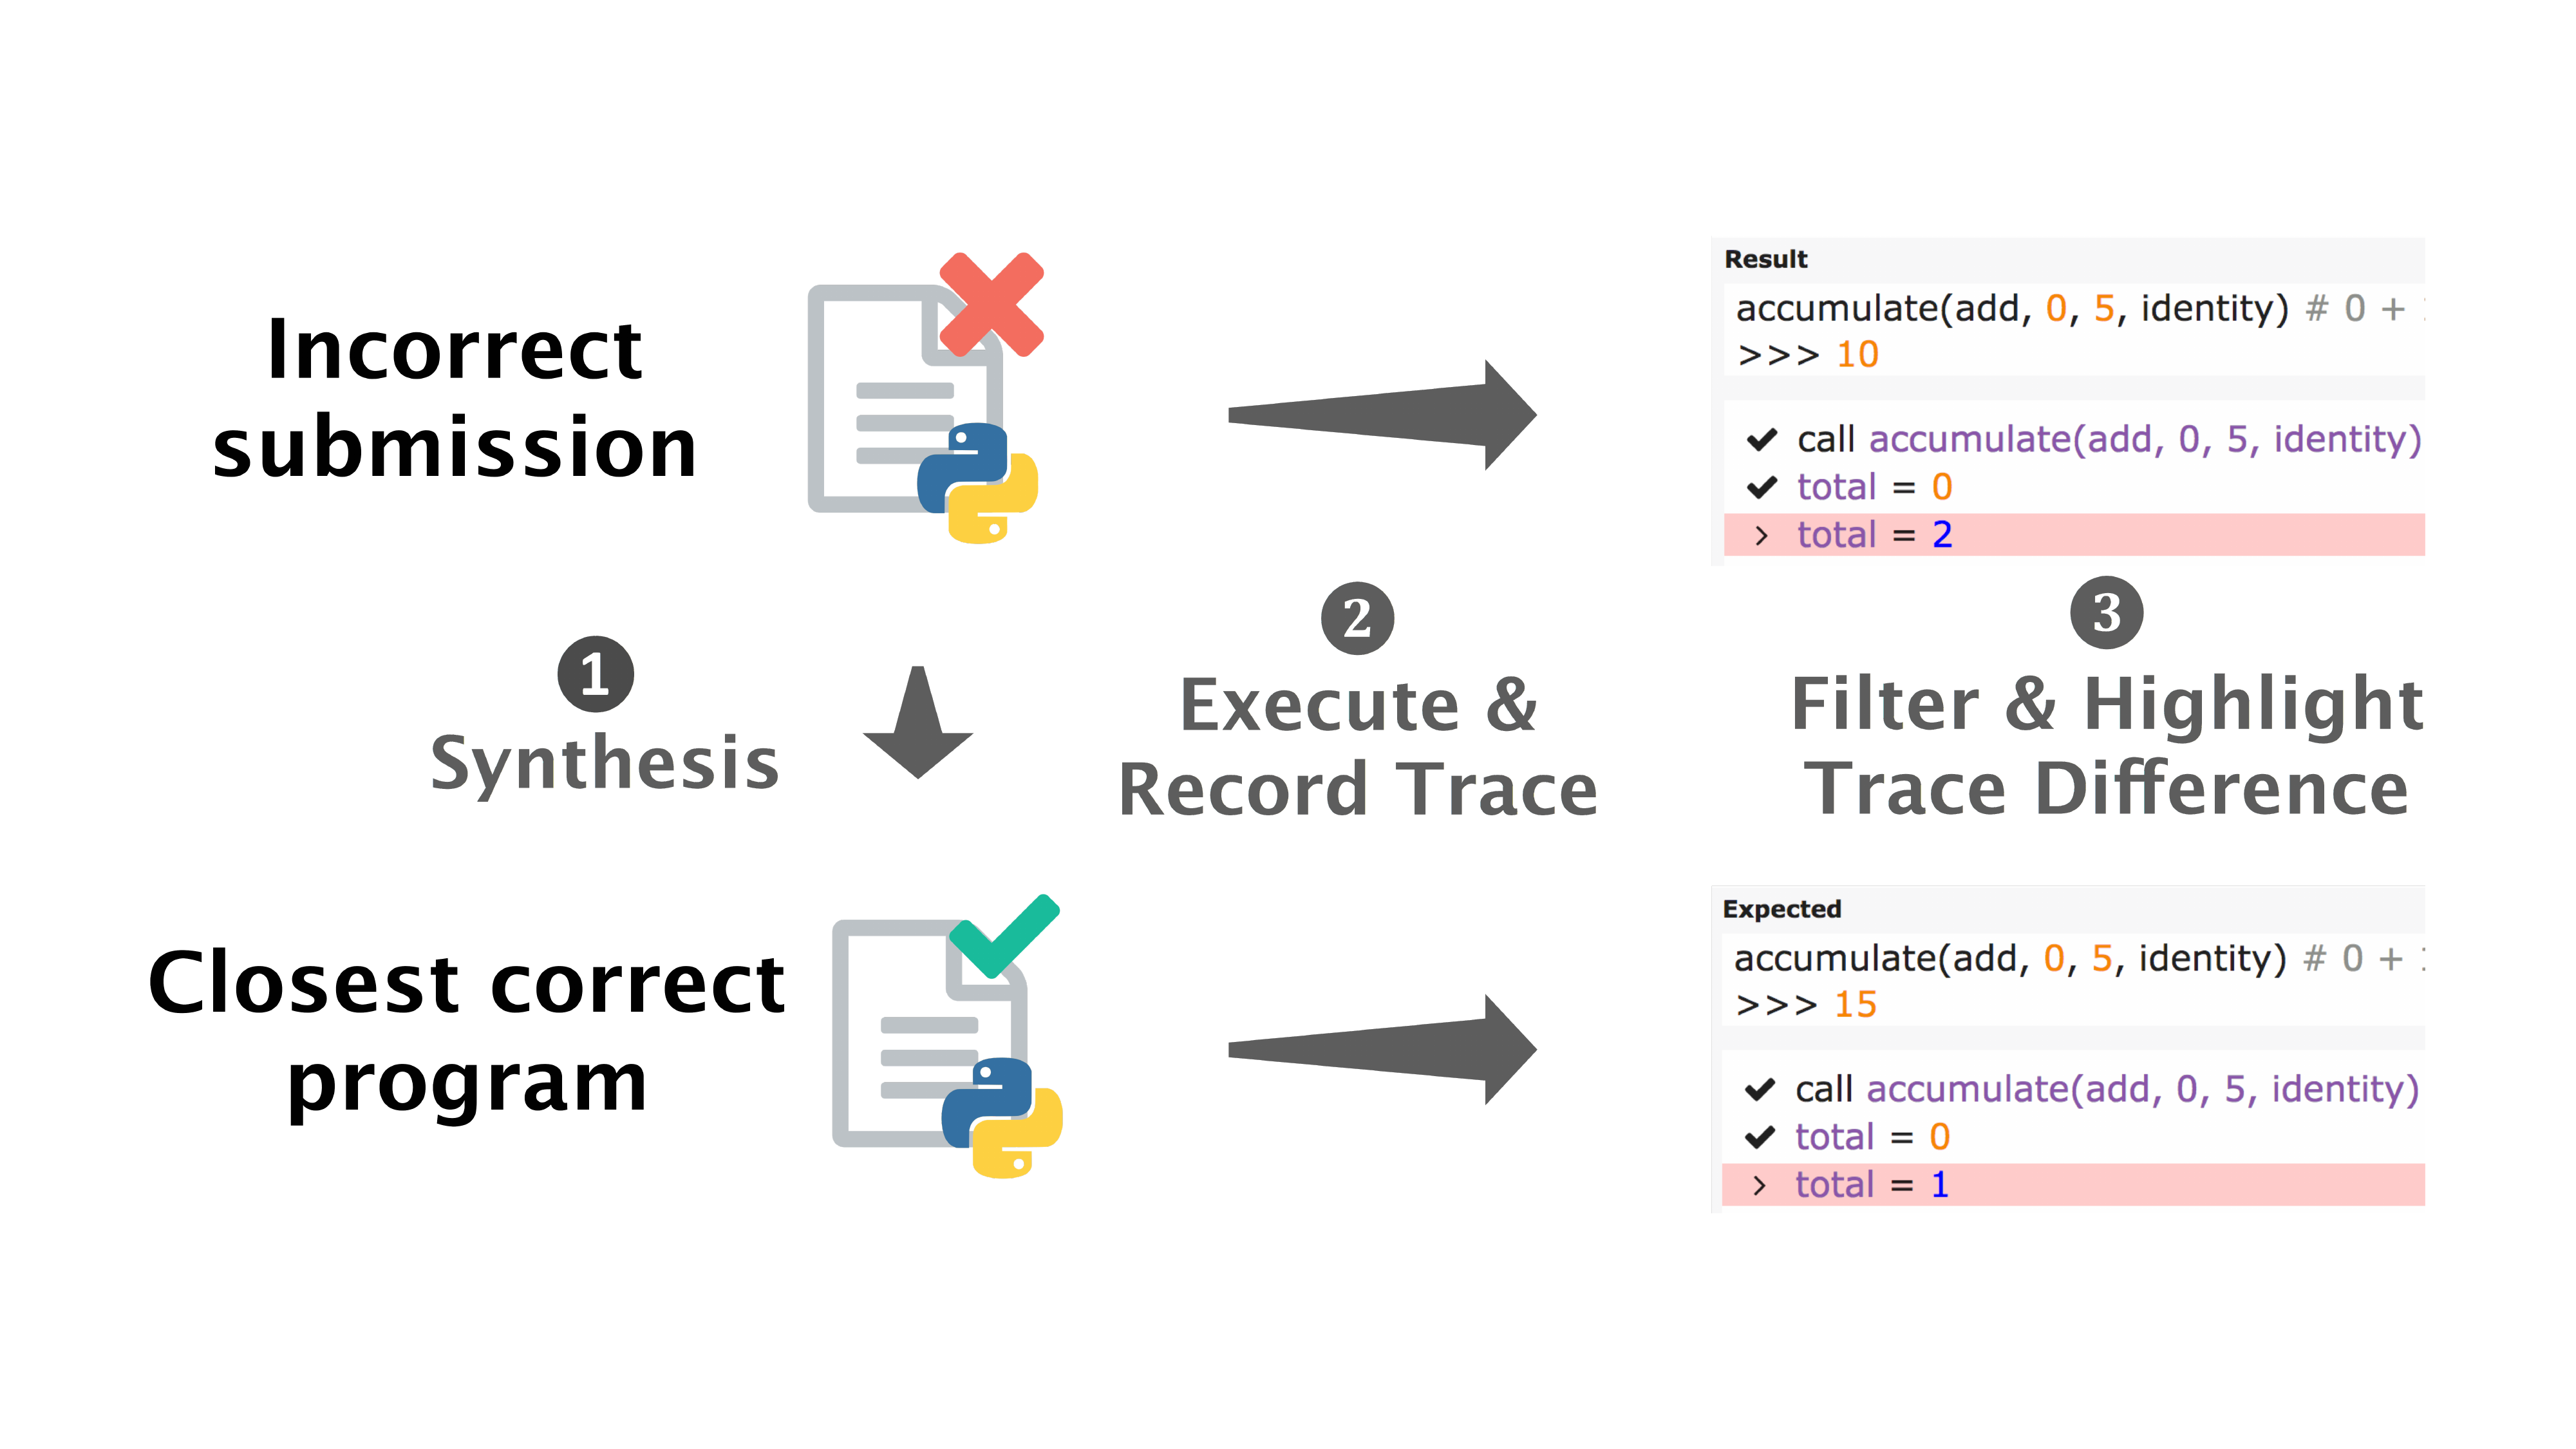 Incorrect
submission
Result
accumulate(add, 0, 5, identity) # 0 +
>>> 10
✔ call accumulate(add, 0, 5, identity)
✔ total = 0
> total = 2
1
Synthesis
2
Execute &
Record Trace
3
Filter & Highlight
Trace Difference
Closest correct
program
Expected
accumulate(add, 0, 5, identity) # 0 +
>>> 15
✔ call accumulate(add, 0, 5, identity)
✔ total = 0
> total = 1